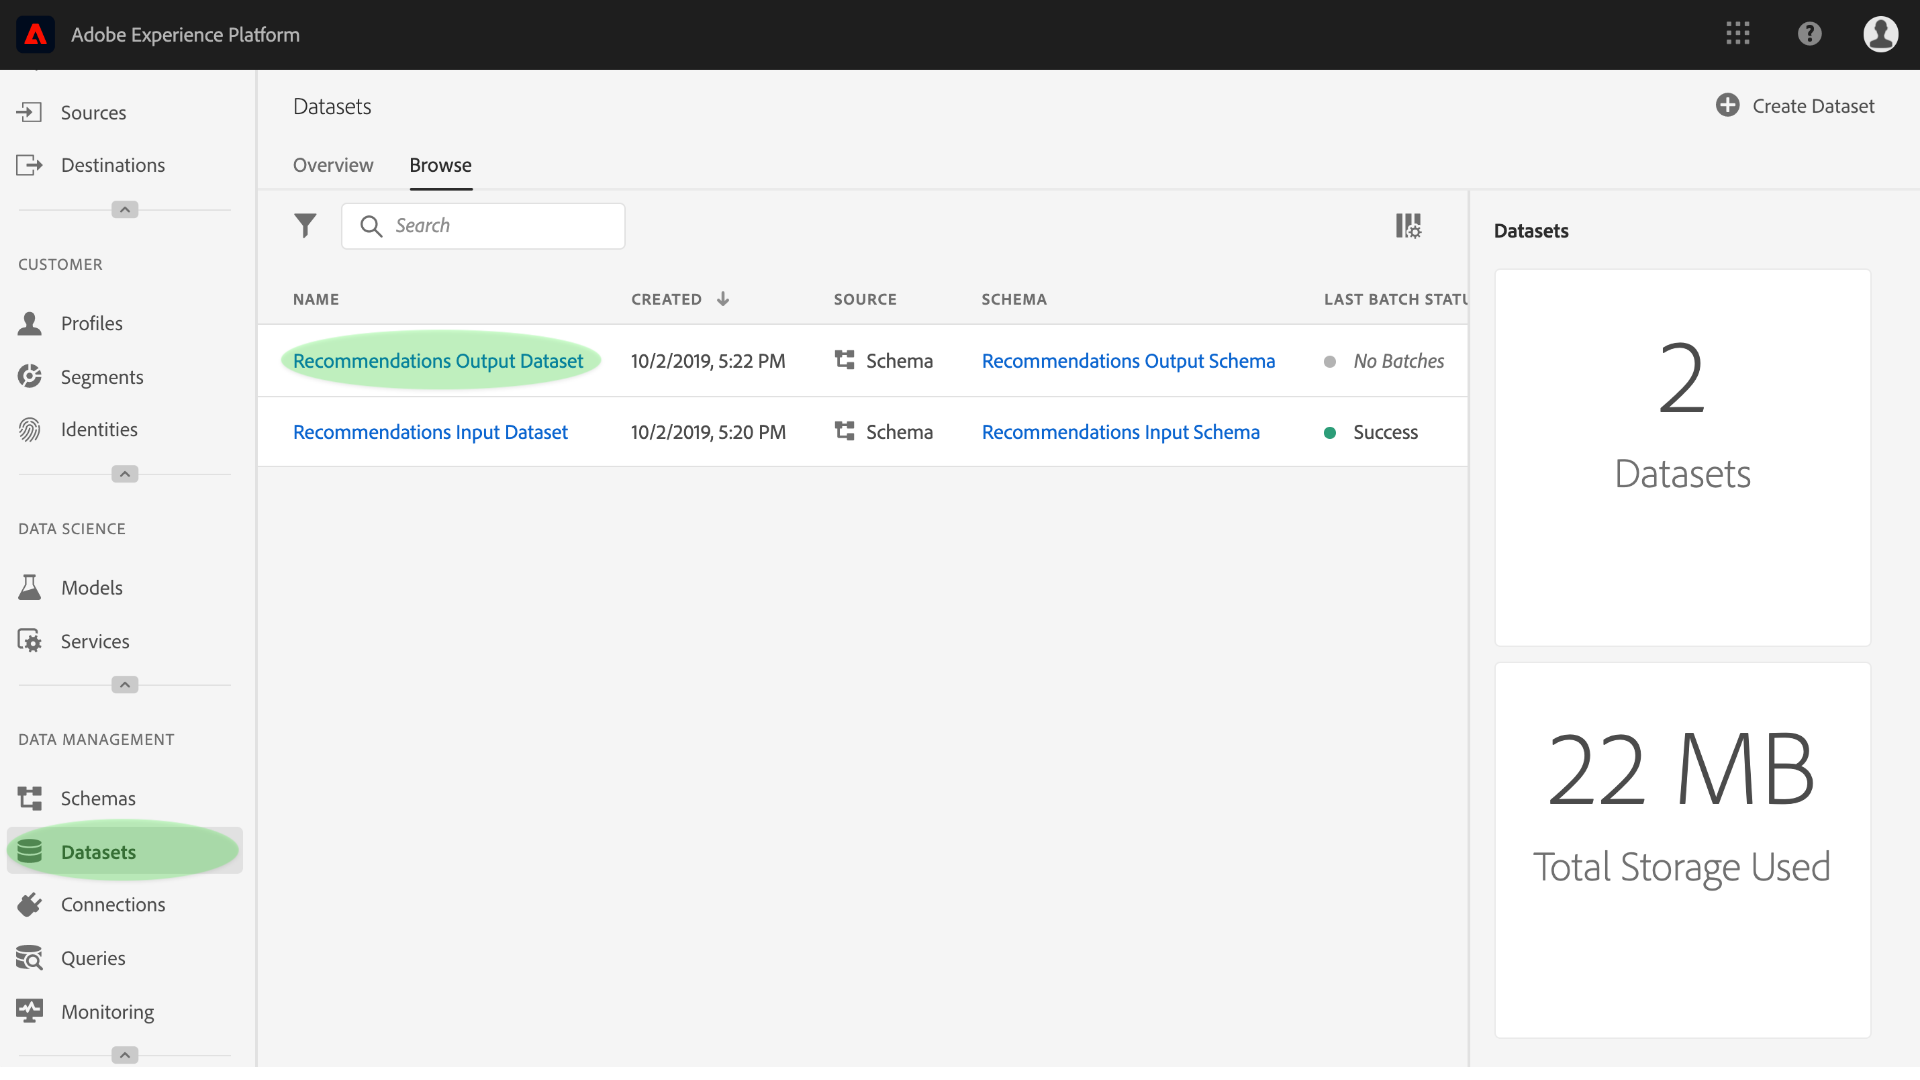 Adobe Experience Platform
Sources
Destinations
CUSTOMER
Profiles
Segments
Identities
DATA SCIENCE
Models
Services
DATA MANAGEMENT
Schemas
Datasets
Connections
Queries
Monitoring
Datasets
Create Dataset
Overview Browse
Search
NAME CREATED SOURCE SCHEMA LAST BATCH STATU
Recommendations Output Dataset 10/2/2019, 5:22 PM Schema Recommendations Output Schema No Batches
Recommendations Input Dataset 10/2/2019, 5:20 PM Schema Recommendations Input Schema Success
Datasets
2
Datasets
22 MB
Total Storage Used